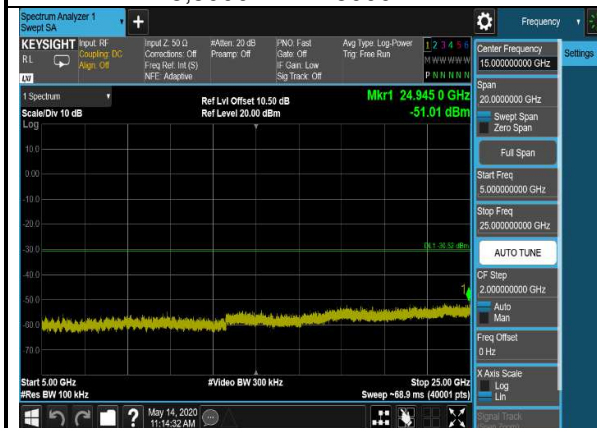 Spectrum Analyzer 1
Swept SA
Frequency
KEYSIGHT
RL
LXI
Input: RF
Coupling: DC
Align: Off
Input Z: 50 Ω
Corrections: Off
Freq Ref: Int (S)
NFE: Adaptive
#Atten: 20 dB
Preamp: Off
PNO: Fast
Gate: Off
IF Gain: Low
Sig Track: Off
Avg Type: Log-Power
Trig: Free Run
1 2 3 4 5 6
M W W W W W
P N N N N N
1 Spectrum
Scale/Div 10 dB
Log
Ref Lvl Offset 10.50 dB
Ref Level 20.00 dBm
Mkr1 24.945 0 GHz
-51.01 dBm
10.0
0.00
-10.0
-20.0
-30.0
-40.0
-50.0
-60.0
-70.0
1
Start 5.00 GHz
#Res BW 100 kHz
#Video BW 300 kHz
Stop 25.00 GHz
Sweep ~68.9 ms (40001 pts)
May 14, 2020
11:14:32 AM
Center Frequency
15.000000000 GHz
Settings
Span
20.0000000 GHz
Swept Span
Zero Span
Full Span
Start Freq
5.000000000 GHz
Stop Freq
25.000000000 GHz
AUTO TUNE
CF Step
2.000000000 GHz
Auto
Man
Freq Offset
0 Hz
X Axis Scale
Log
Lin
Signal Track